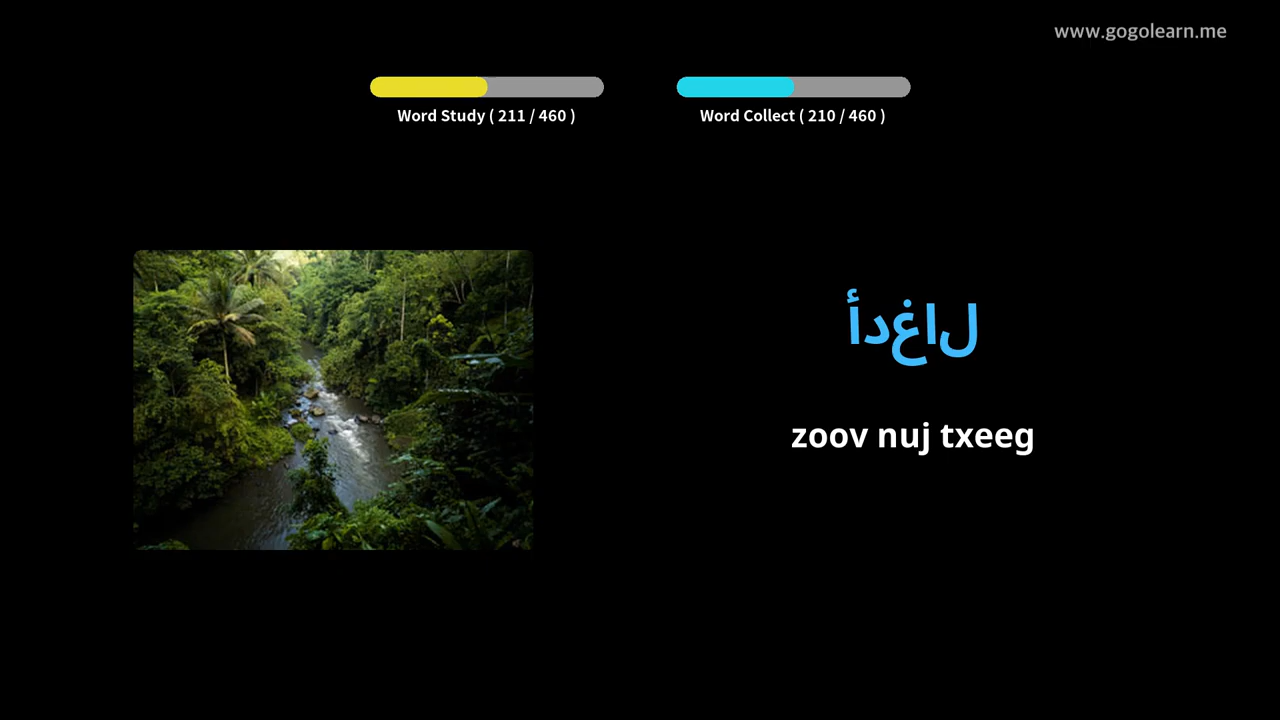 www.gogolearn.me
Word Study ( 211 / 460 )
Word Collect ( 210 / 460 )
أدغال
zoov nuj txeeg